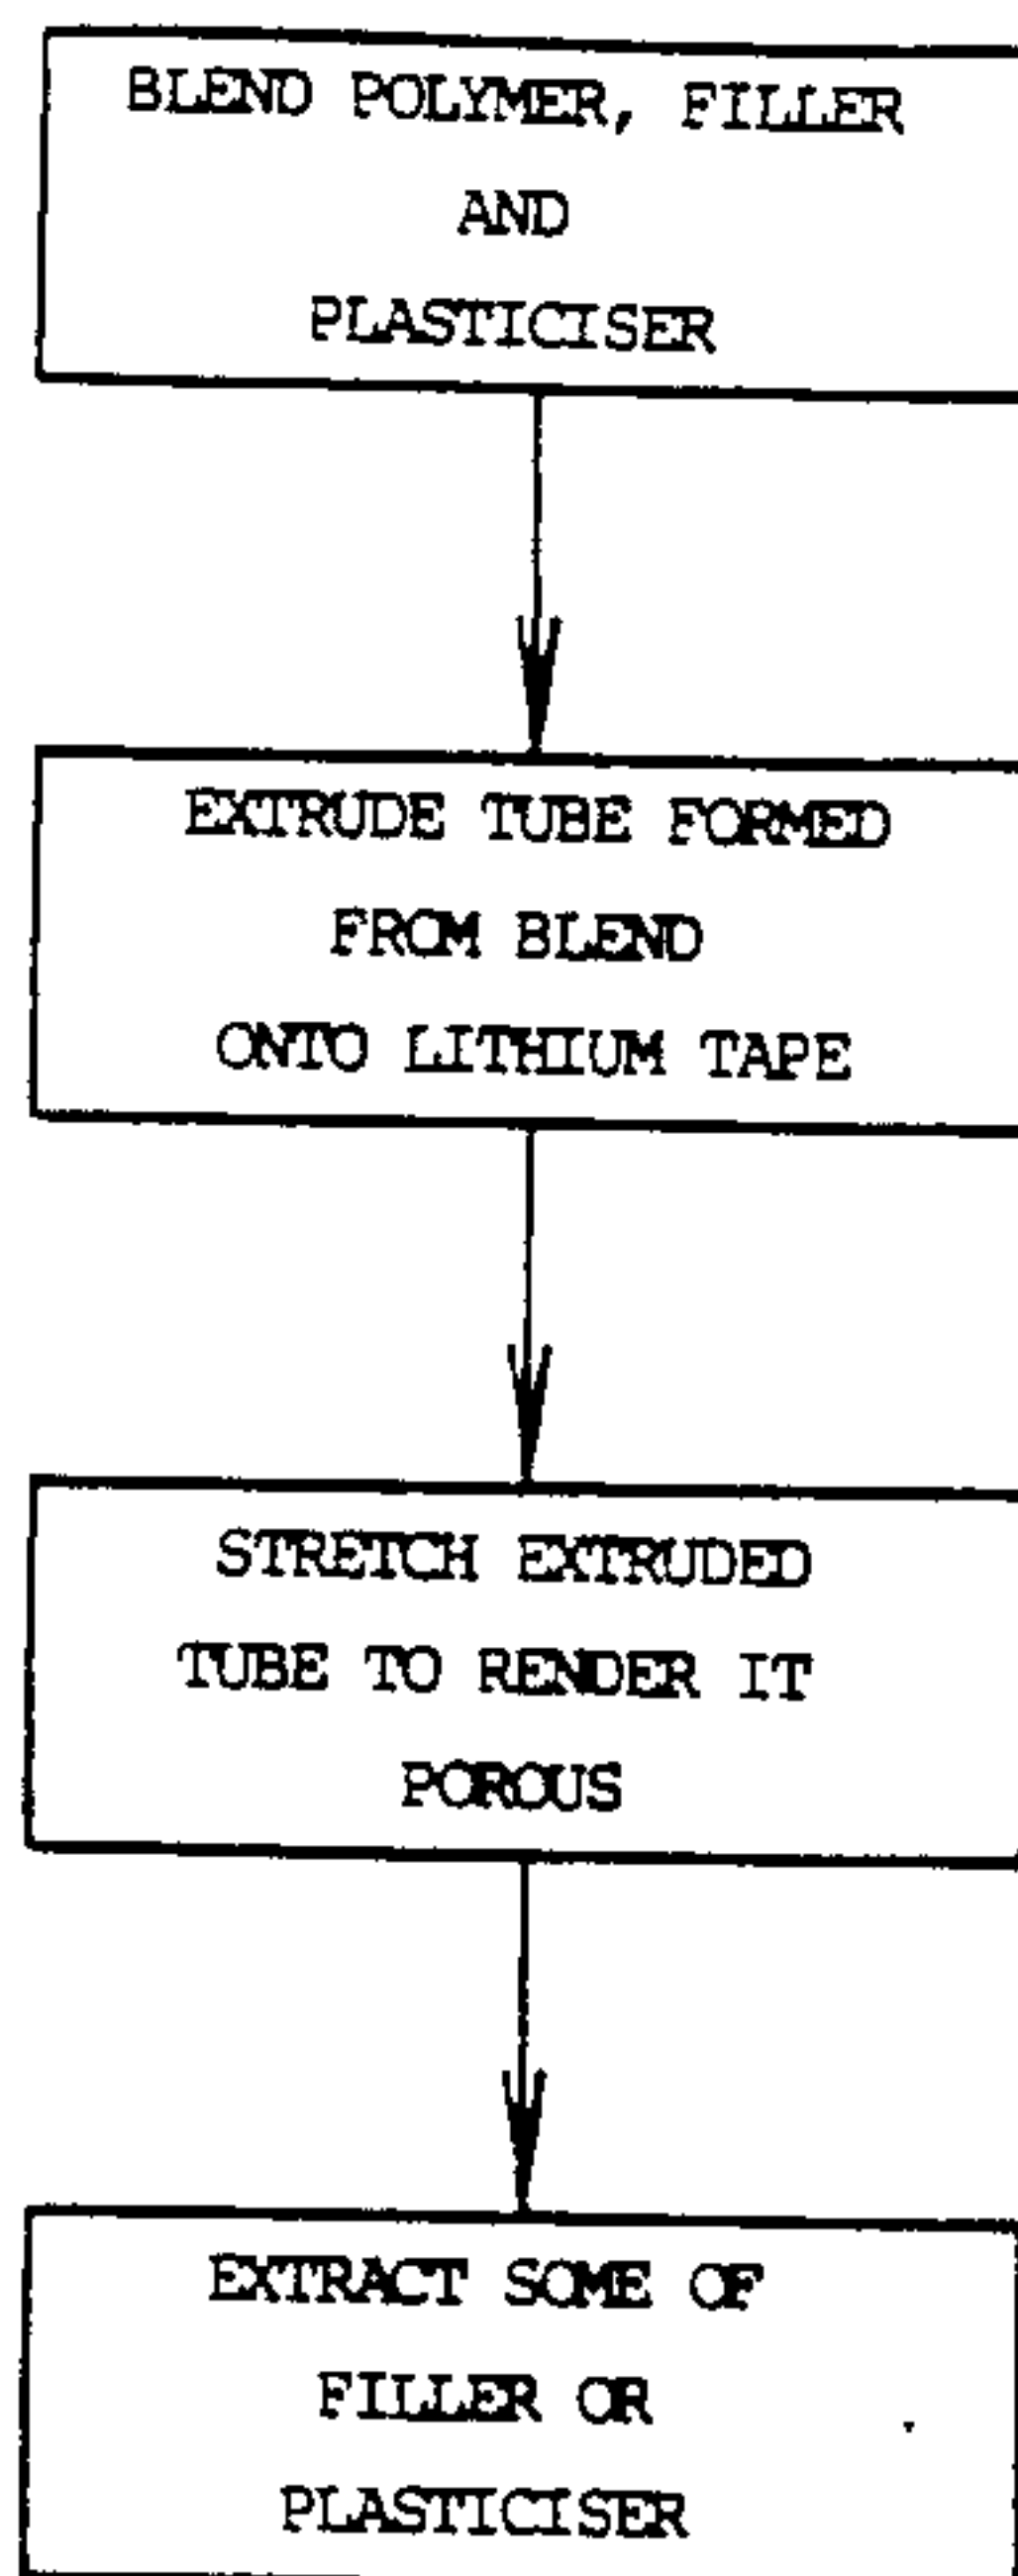 BLEND POLYMER, FILLER
AND
PLASTICISER
EXTRUDE TUBE FORMED
FROM BLEND
ONTO LITHIUM TAPE
STRETCH EXTRUDED
TUBE TO RENDER IT
POROUS
EXTRACT SOME OF
FILLER OR
PLASTICISER